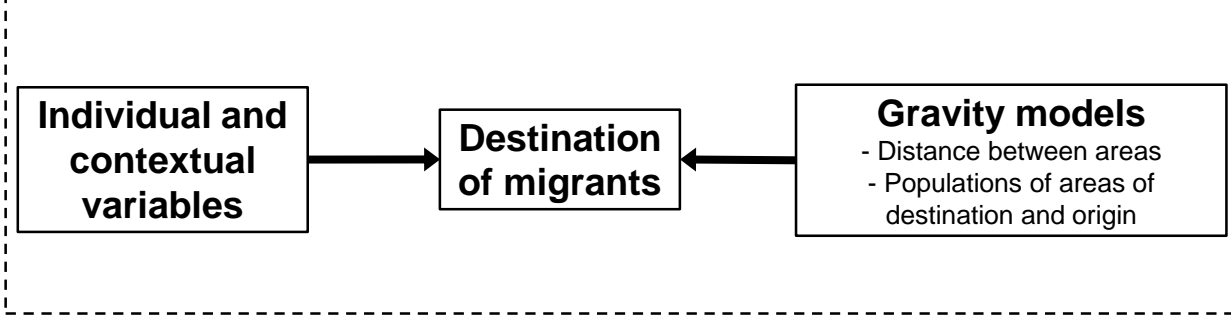 Individual and
contextual
variables
Destination
of migrants
Gravity models
- Distance between areas
- Populations of areas of
destination and origin